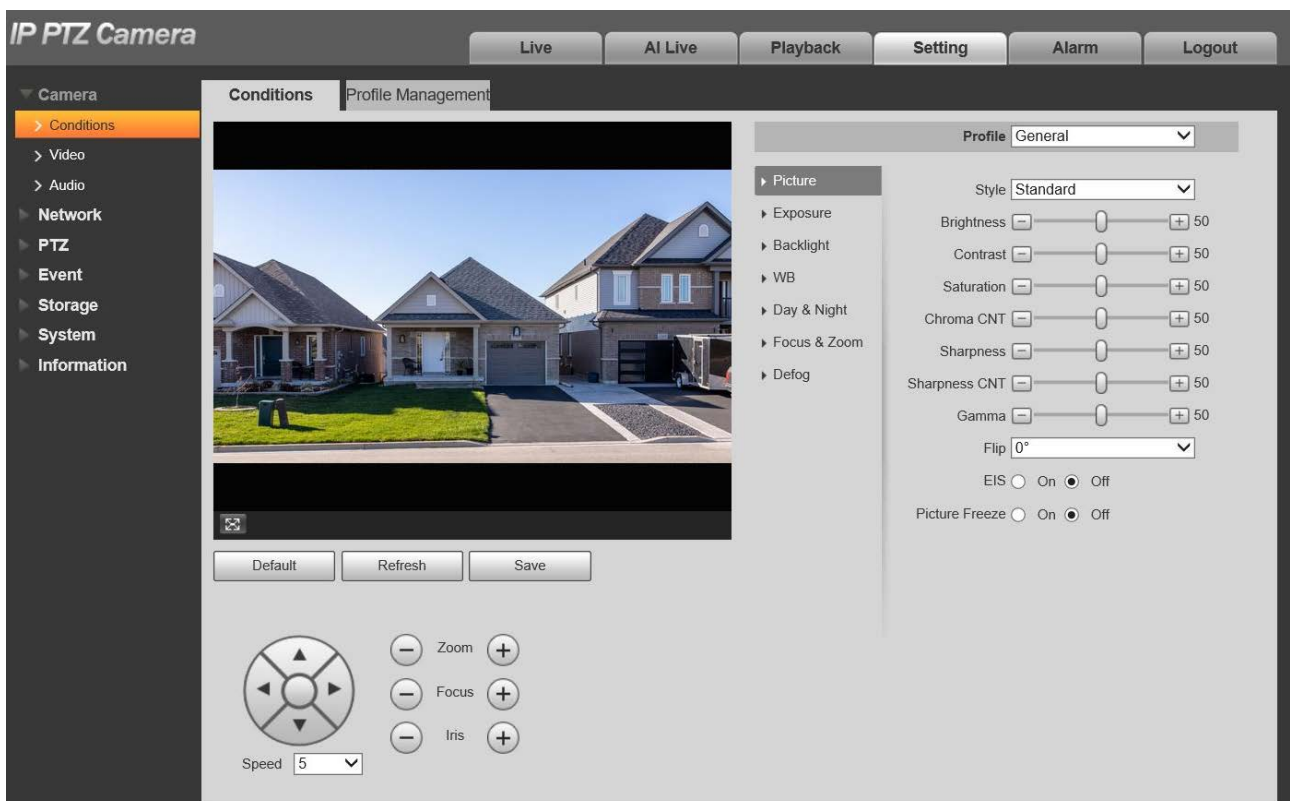 IP PTZ Camera
Live
AI Live
Playback
Setting
Alarm
Logout
Camera
Conditions
Video
Audio
Network
PTZ
Event
Storage
System
Information
Conditions
Profile Management
Default
Refresh
Save
Zoom
Focus
Iris
Speed 5
Profile General
Picture
Exposure
Backlight
WB
Day & Night
Focus & Zoom
Defog
Style Standard
Brightness 50
Contrast 50
Saturation 50
Chroma CNT 50
Sharpness 50
Sharpness CNT 50
Gamma 50
Flip 0°
EIS On Off
Picture Freeze On Off